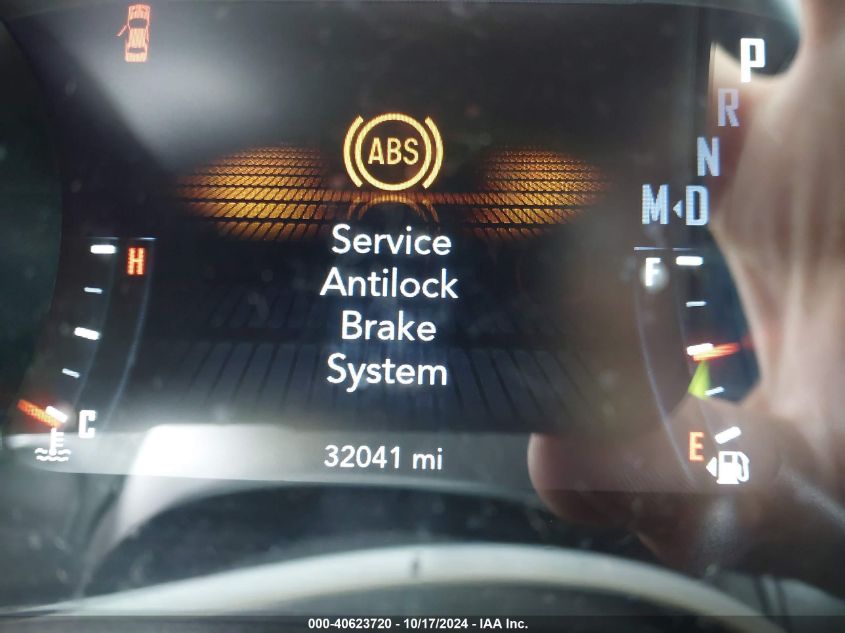 P
R
ABS
N
M D
Service
H
F
Antilock
Brake
System
C
E
32041 mi
000-40623720 - 10/17/2024 - IAA Inc.